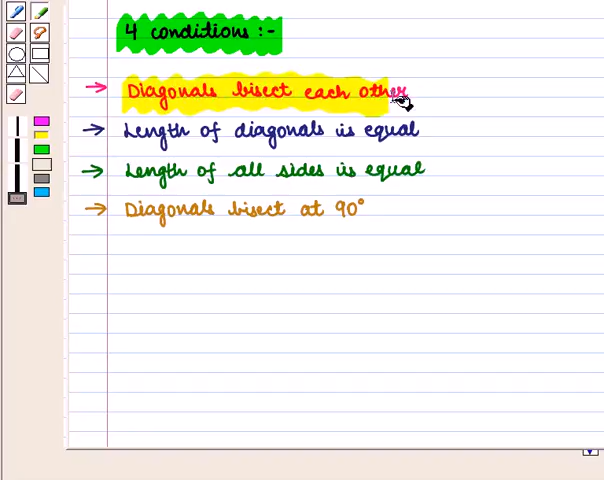 4 conditions :-
→ Diagonals bisect each other
→ Length of diagonals is equal
→ Length of all sides is equal
→ Diagonals bisect at 90°